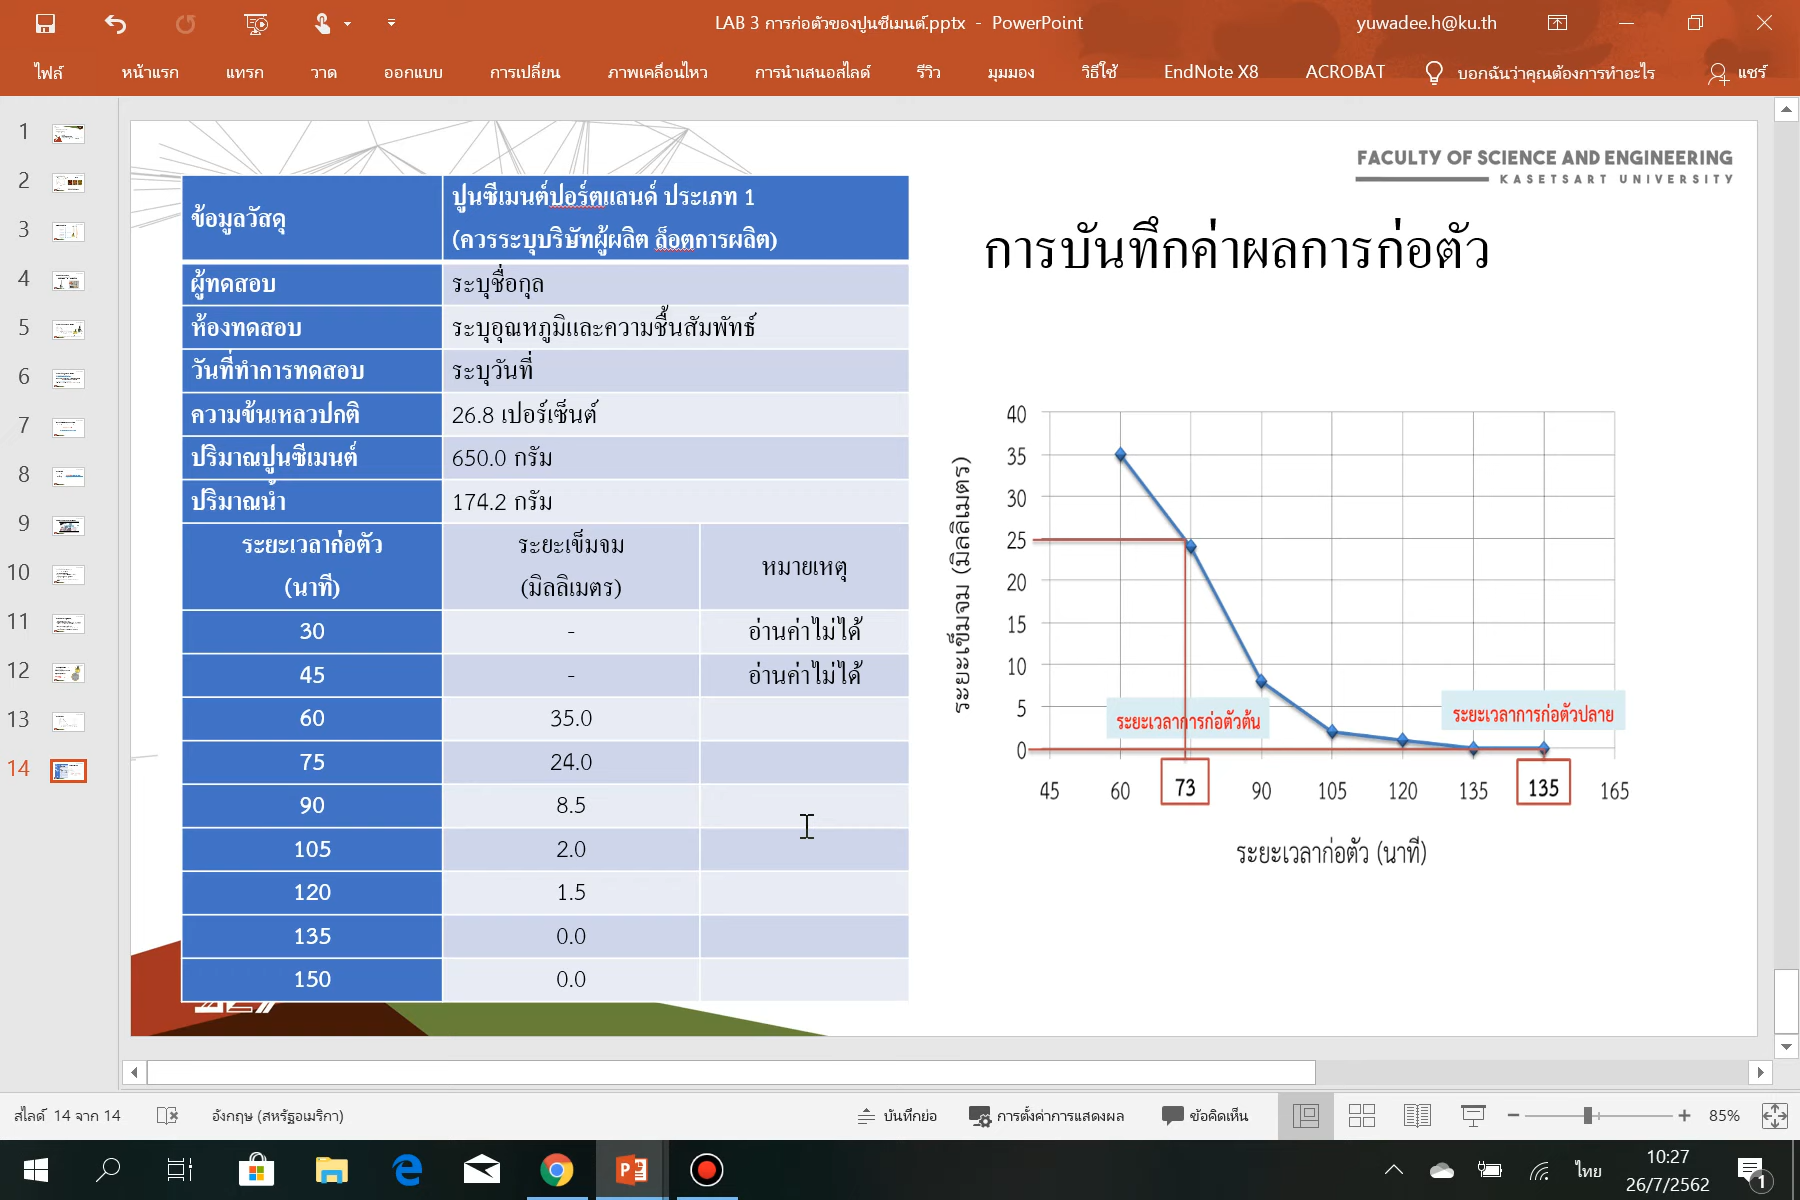 LAB 3 การก่อตัวของปูนซีเมนต์.pptx - PowerPoint
yuwadee.h@ku.th
ไฟล์ หน้าแรก แทรก วาด ออกแบบ การเปลี่ยน ภาพเคลื่อนไหว การนำเสนอสไลด์ รีวิว มุมมอง วิธีใช้ EndNote X8 ACROBAT บอกฉันว่าคุณต้องการทำอะไร แชร์
1
2
3
4
5
6
7
8
9
10
11
12
13
14
FACULTY OF SCIENCE AND ENGINEERING
KASETSART UNIVERSITY
การบันทึกค่าผลการก่อตัว
ข้อมูลวัสดุ ปูนซีเมนต์ปอร์ตแลนด์ ประเภท 1
(ควรระบุบริษัทผู้ผลิต ล็อตการผลิต)
ผู้ทดสอบ ระบุชื่อกุล
ห้องทดสอบ ระบุอุณหภูมิและความชื้นสัมพัทธ์
วันที่ทำการทดสอบ ระบุวันที่
ความข้นเหลวปกติ 26.8 เปอร์เซ็นต์
ปริมาณปูนซีเมนต์ 650.0 กรัม
ปริมาณน้ำ 174.2 กรัม
ระยะเวลาก่อตัว ระยะเข็มจม หมายเหตุ
(นาที) (มิลลิเมตร)
30 - อ่านค่าไม่ได้
45 - อ่านค่าไม่ได้
60 35.0
75 24.0
90 8.5
105 2.0
120 1.5
135 0.0
150 0.0
ระยะเข็มจม (มิลลิเมตร)
40
35
30
25
20
15
10
5
0
ระยะเวลาการก่อตัวต้น
ระยะเวลาการก่อตัวปลาย
45 60 73 90 105 120 135 135 165
ระยะเวลาก่อตัว (นาที)
สไลด์ 14 จาก 14 อังกฤษ (สหรัฐอเมริกา) บันทึกย่อ การตั้งค่าการแสดงผล ข้อคิดเห็น 85%
ไทย
10:27
26/7/2562
1